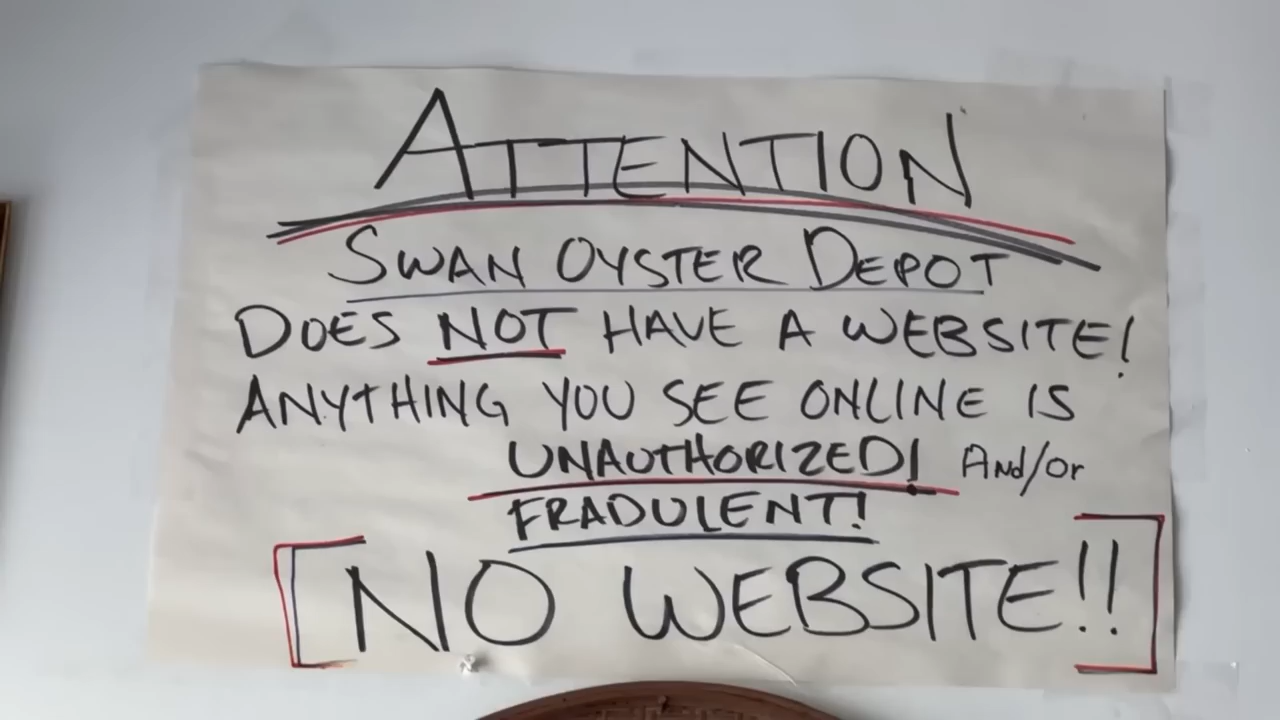 ATTENTION
SWAN OYSTER DEPOT
DOES NOT HAVE A WEBSITE!
ANYTHING YOU SEE ONLINE IS
UNAUTHORIZED! And/or
FRADULENT!
NO WEBSITE!!